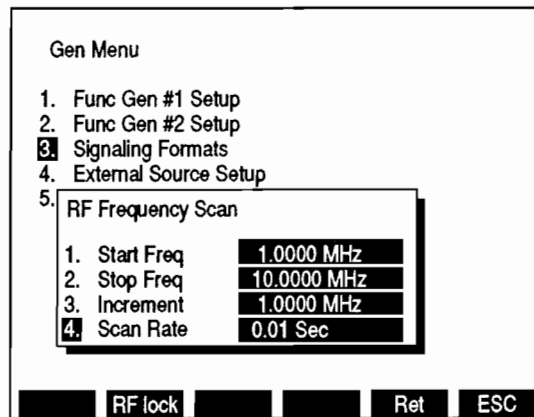 Gen Menu
1. Func Gen #1 Setup
2. Func Gen #2 Setup
3. Signaling Formats
4. External Source Setup
5.
RF Frequency Scan
1. Start Freq 1.0000 MHz
2. Stop Freq 10.0000 MHz
3. Increment 1.0000 MHz
4. Scan Rate 0.01 Sec
RF lock Ret ESC